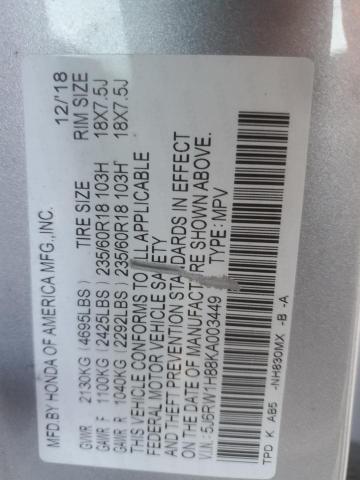 MFD BY HONDA OF AMERICA MFG.,INC. 12/'18
GVWR 2130KG (4695LBS) TIRE SIZE RIM SIZE
GAWR F 1100KG (2425LBS) 235/60R18 103H 18X7.5J
GAWR R 1040KG (2292LBS) 235/60R18 103H 18X7.5J
THIS VEHICLE CONFORMS TO ALL APPLICABLE
FEDERAL MOTOR VEHICLE SAFETY
AND THEFT PREVENTION STANDARDS IN EFFECT
ON THE DATE OF MANUFACTURE SHOWN ABOVE.
V.I.N.: 5J6RW1H88KA003449 TYPE: MPV
TPD K A85 -NH830MX -B -A